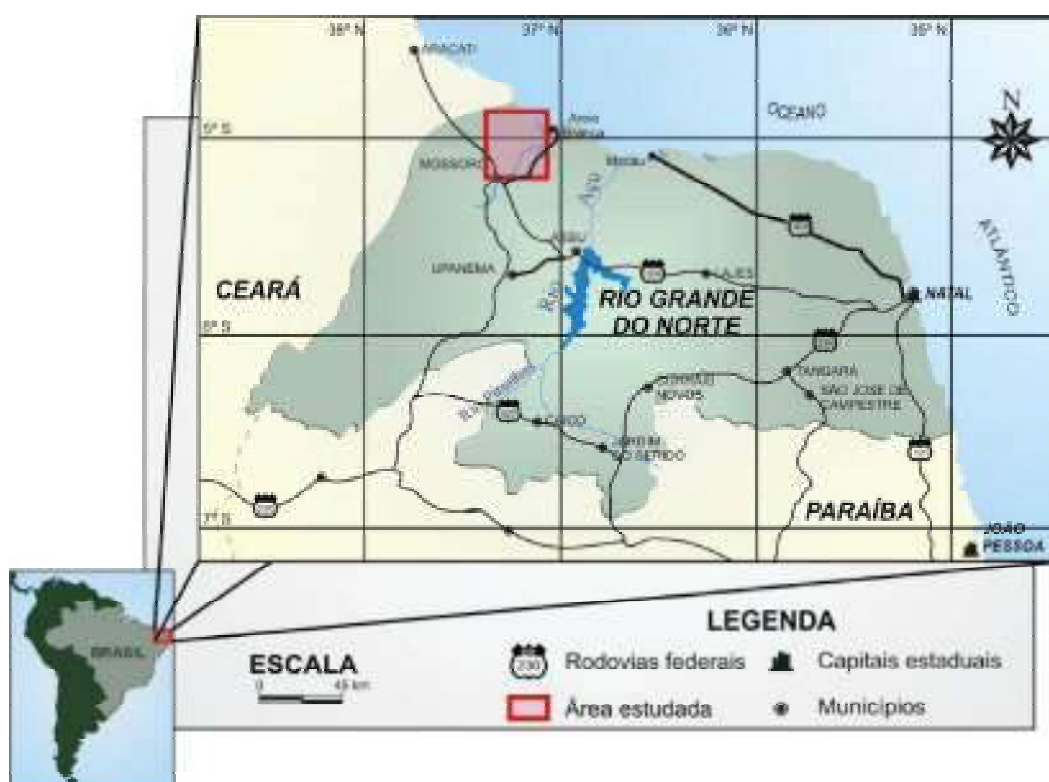 38° N
37° N
36° N
35° N
ARACATI
OCEANO
N
5° S
Areia
Branca
MOSSORÓ
Macau
ATLÂNTICO
UPANEMA
LAJES
CEARÁ
RIO GRANDE
DO NORTE
NATAL
6° S
TANGARÁ
NOVOS
SÃO JOSÉ DE
CAMPESTRE
JARDIM
DO SERIDÓ
PARAÍBA
7° S
JOÃO
PESSOA
BRASIL
ESCALA
0 45 km
LEGENDA
230 Rodovias federais
Capitais estaduais
Área estudada
Municípios